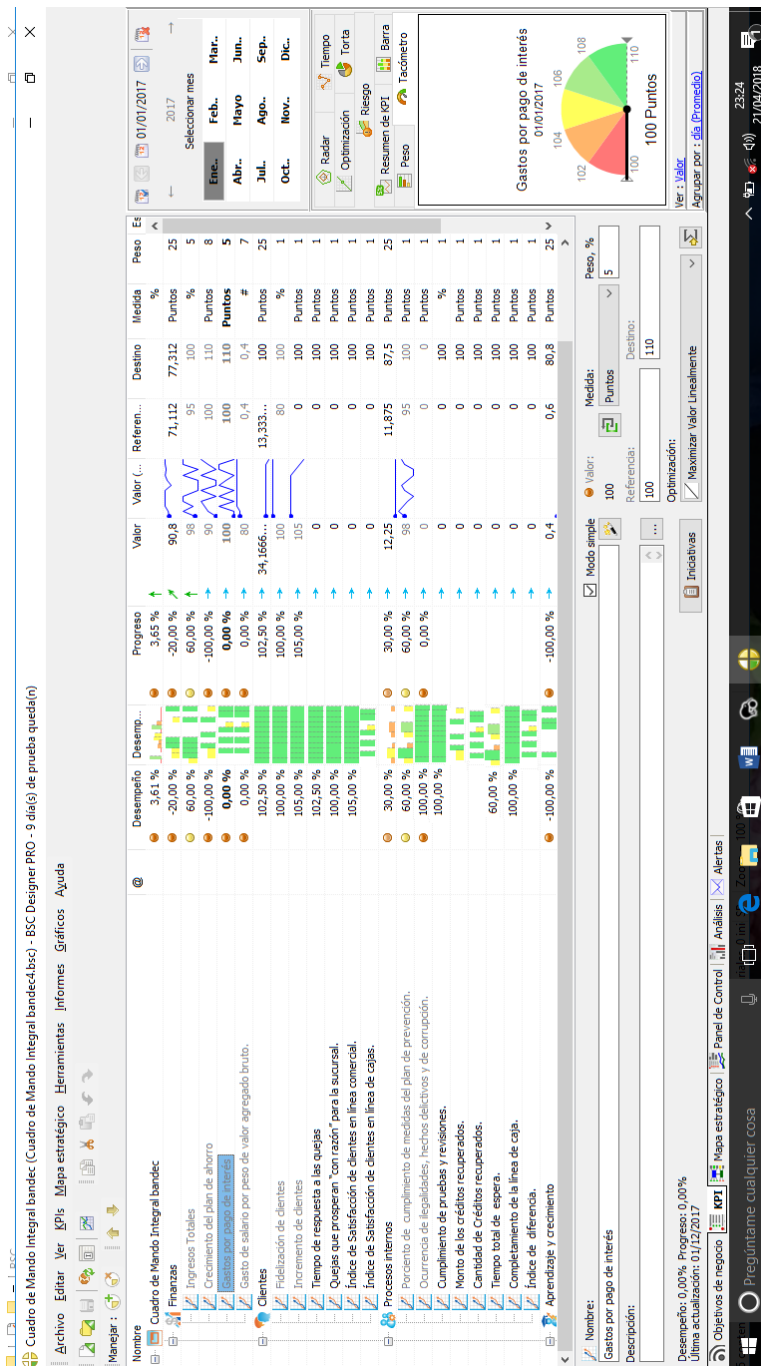 BSC
Cuadro de Mando Integral bandec (Cuadro de Mando Integral bandec4.bsc) - BSC Designer PRO - 9 día(s) de prueba queda(n)
Archivo Editar Ver KPIs Mapa estratégico Herramientas Informes Gráficos Ayuda
Manejar :
Nombre @ Desempeño Desemp... Progreso Valor Valor (... Referen... Destino Medida Peso Es
Cuadro de Mando Integral bandec 3,61 % 3,65 % %
Finanzas -20,00 % -20,00 % 90,8 71,112 77,312 Puntos 25
Ingresos Totales 60,00 % 60,00 % 98 95 100 % 5
Crecimiento del plan de ahorro -100,00 % -100,00 % 90 100 110 Puntos 8
Gastos por pago de interés 0,00 % 0,00 % 100 100 110 Puntos 5
Gasto de salario por peso de valor agregado bruto. 0,00 % 0,00 % 80 0,4 0,4 # 7
Clientes 102,50 % 102,50 % 34,1666... 13,333... 100 Puntos 25
Fidelización de clientes 100,00 % 100,00 % 100 80 100 % 1
Incremento de clientes 105,00 % 105,00 % 105 0 100 Puntos 1
Tiempo de respuesta a las quejas 102,50 % 0 0 100 Puntos 1
Quejas que prosperan "con razón" para la sucursal. 100,00 % 0 0 100 Puntos 1
Índice de Satisfacción de clientes en línea comercial. 105,00 % 0 0 100 Puntos 1
Índice de Satisfacción de clientes en línea de cajas. 0 0 100 Puntos 1
Procesos internos 30,00 % 30,00 % 12,25 11,875 87,5 Puntos 25
Porciento de cumplimiento de medidas del plan de prevención. 60,00 % 60,00 % 98 95 100 Puntos 1
Ocurrencia de ilegalidades, hechos delictivos y de corrupción. 100,00 % 0,00 % 0 0 0 Puntos 1
Cumplimiento de pruebas y revisiones. 100,00 % 0 0 100 % 1
Monto de los créditos recuperados. 0 0 100 Puntos 1
Cantidad de Créditos recuperados. 0 0 100 Puntos 1
Tiempo total de espera. 60,00 % 0 0 100 Puntos 1
Completamiento de la línea de caja. 100,00 % 0 0 100 Puntos 1
Índice de diferencia. 0 0 100 Puntos 1
Aprendizaje y crecimiento -100,00 % -100,00 % 0,4 0,6 80,8 Puntos 25
01/01/2017
← 2017 →
Seleccionar mes
Ene.. Feb.. Mar..
Abr.. Mayo Jun..
Jul.. Ago.. Sep..
Oct.. Nov.. Dic..
Radar Tiempo
Optimización Torta
Riesgo
Resumen de KPI Barra
Peso Tacómetro
Gastos por pago de interés
01/01/2017
100 102 104 106 108 110
100 Puntos
Ver : Valor
Agrupar por : día (Promedio)
Nombre: Modo simple Valor: Medida: Peso, %
Gastos por pago de interés 100 Puntos 5
Descripción: ... Referencia: Destino:
100 110
Optimización:
Iniciativas Maximizar Valor Linealmente
Desempeño: 0,00% Progreso: 0,00%
Última actualización: 01/12/2017
Objetivos de negocio KPI Mapa estratégico Panel de Control Análisis Alertas
Pregúntame cualquier cosa
23:24
21/04/2018